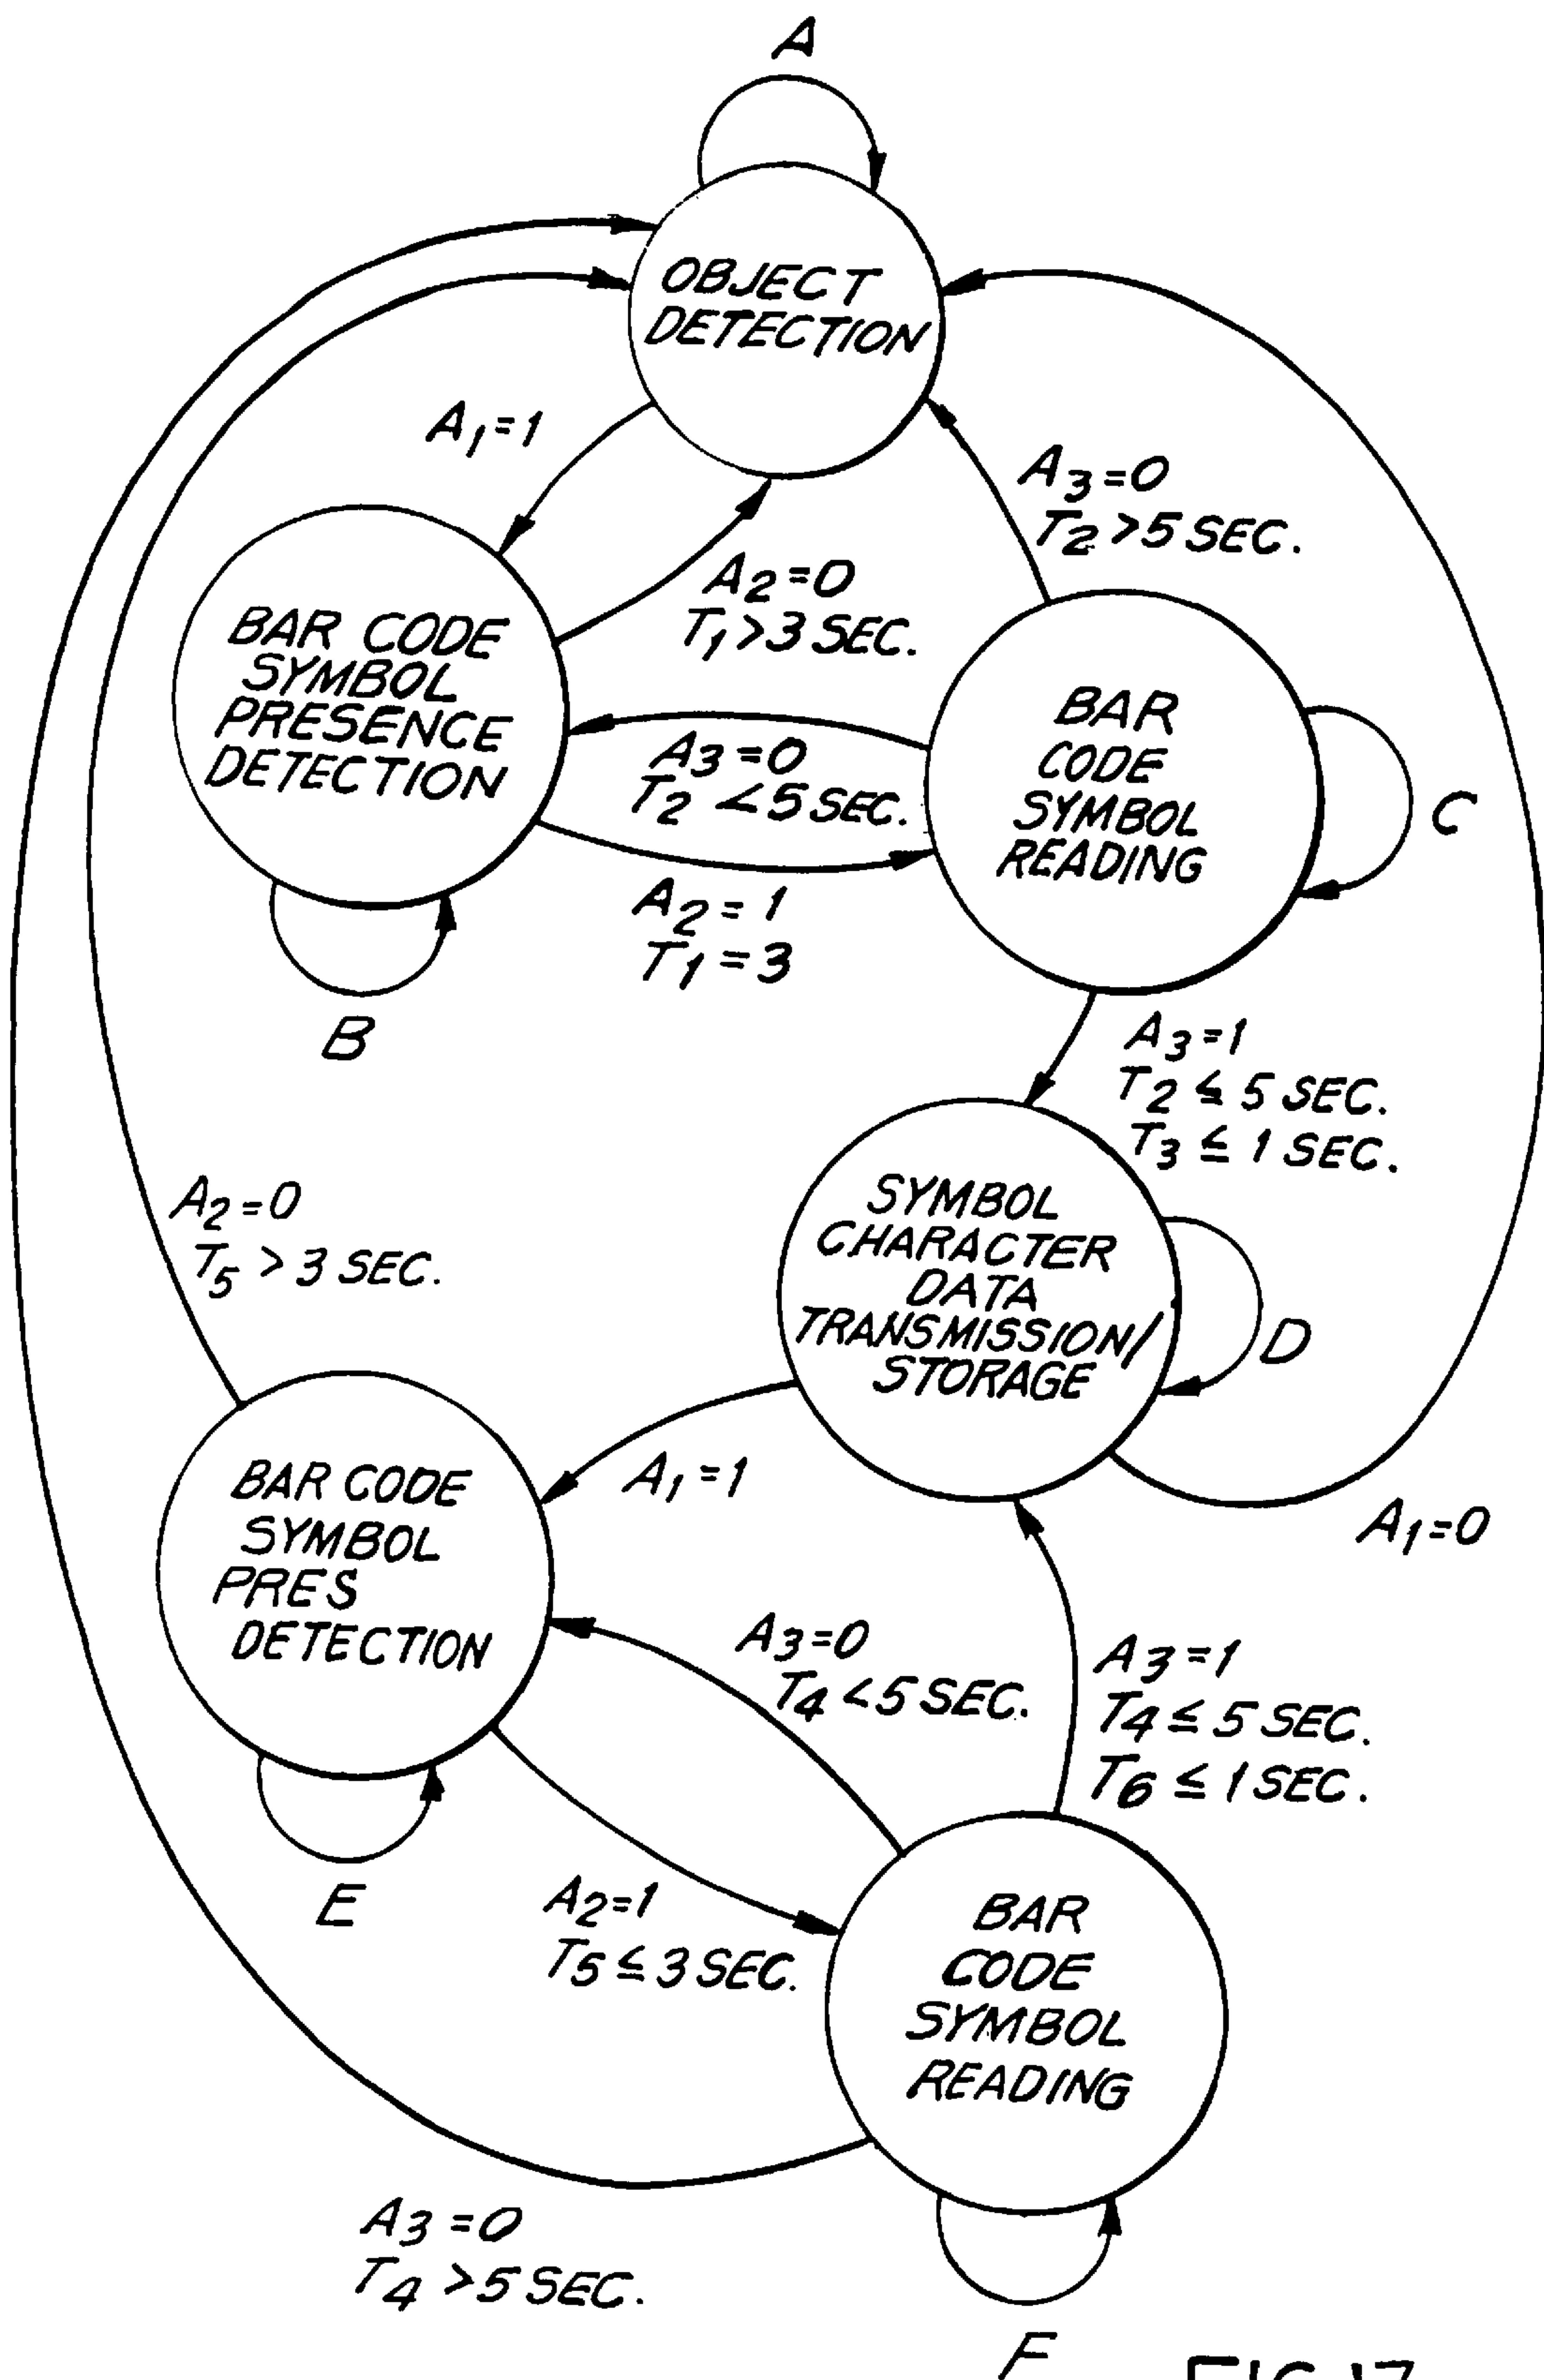 A
OBJECT
DETECTION
A1=1
A3=0
T2>5 SEC.
A2=0
T1>3 SEC.
BAR CODE
SYMBOL
PRESENCE
DETECTION
BAR
CODE
SYMBOL
READING
C
A3=0
T2<5 SEC.
A2=1
T1=3
B
A3=1
T2≤5 SEC.
T3≤1 SEC.
SYMBOL
CHARACTER
DATA
TRANSMISSION/
STORAGE
D
A2=0
T5>3 SEC.
A1=1
A1=0
BAR CODE
SYMBOL
PRES
DETECTION
A3=0
T4<5 SEC.
A3=1
T4≤5 SEC.
T6≤1 SEC.
E
A2=1
T5≤3 SEC.
BAR
CODE
SYMBOL
READING
A3=0
T4>5 SEC.
F
FIG.17